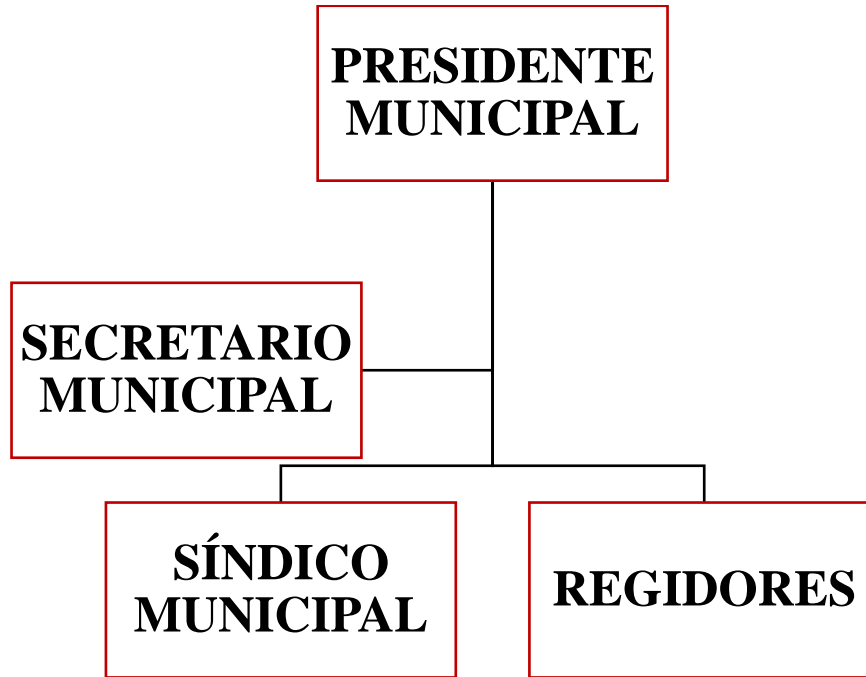 PRESIDENTE
MUNICIPAL
SECRETARIO
MUNICIPAL
SÍNDICO
MUNICIPAL
REGIDORES